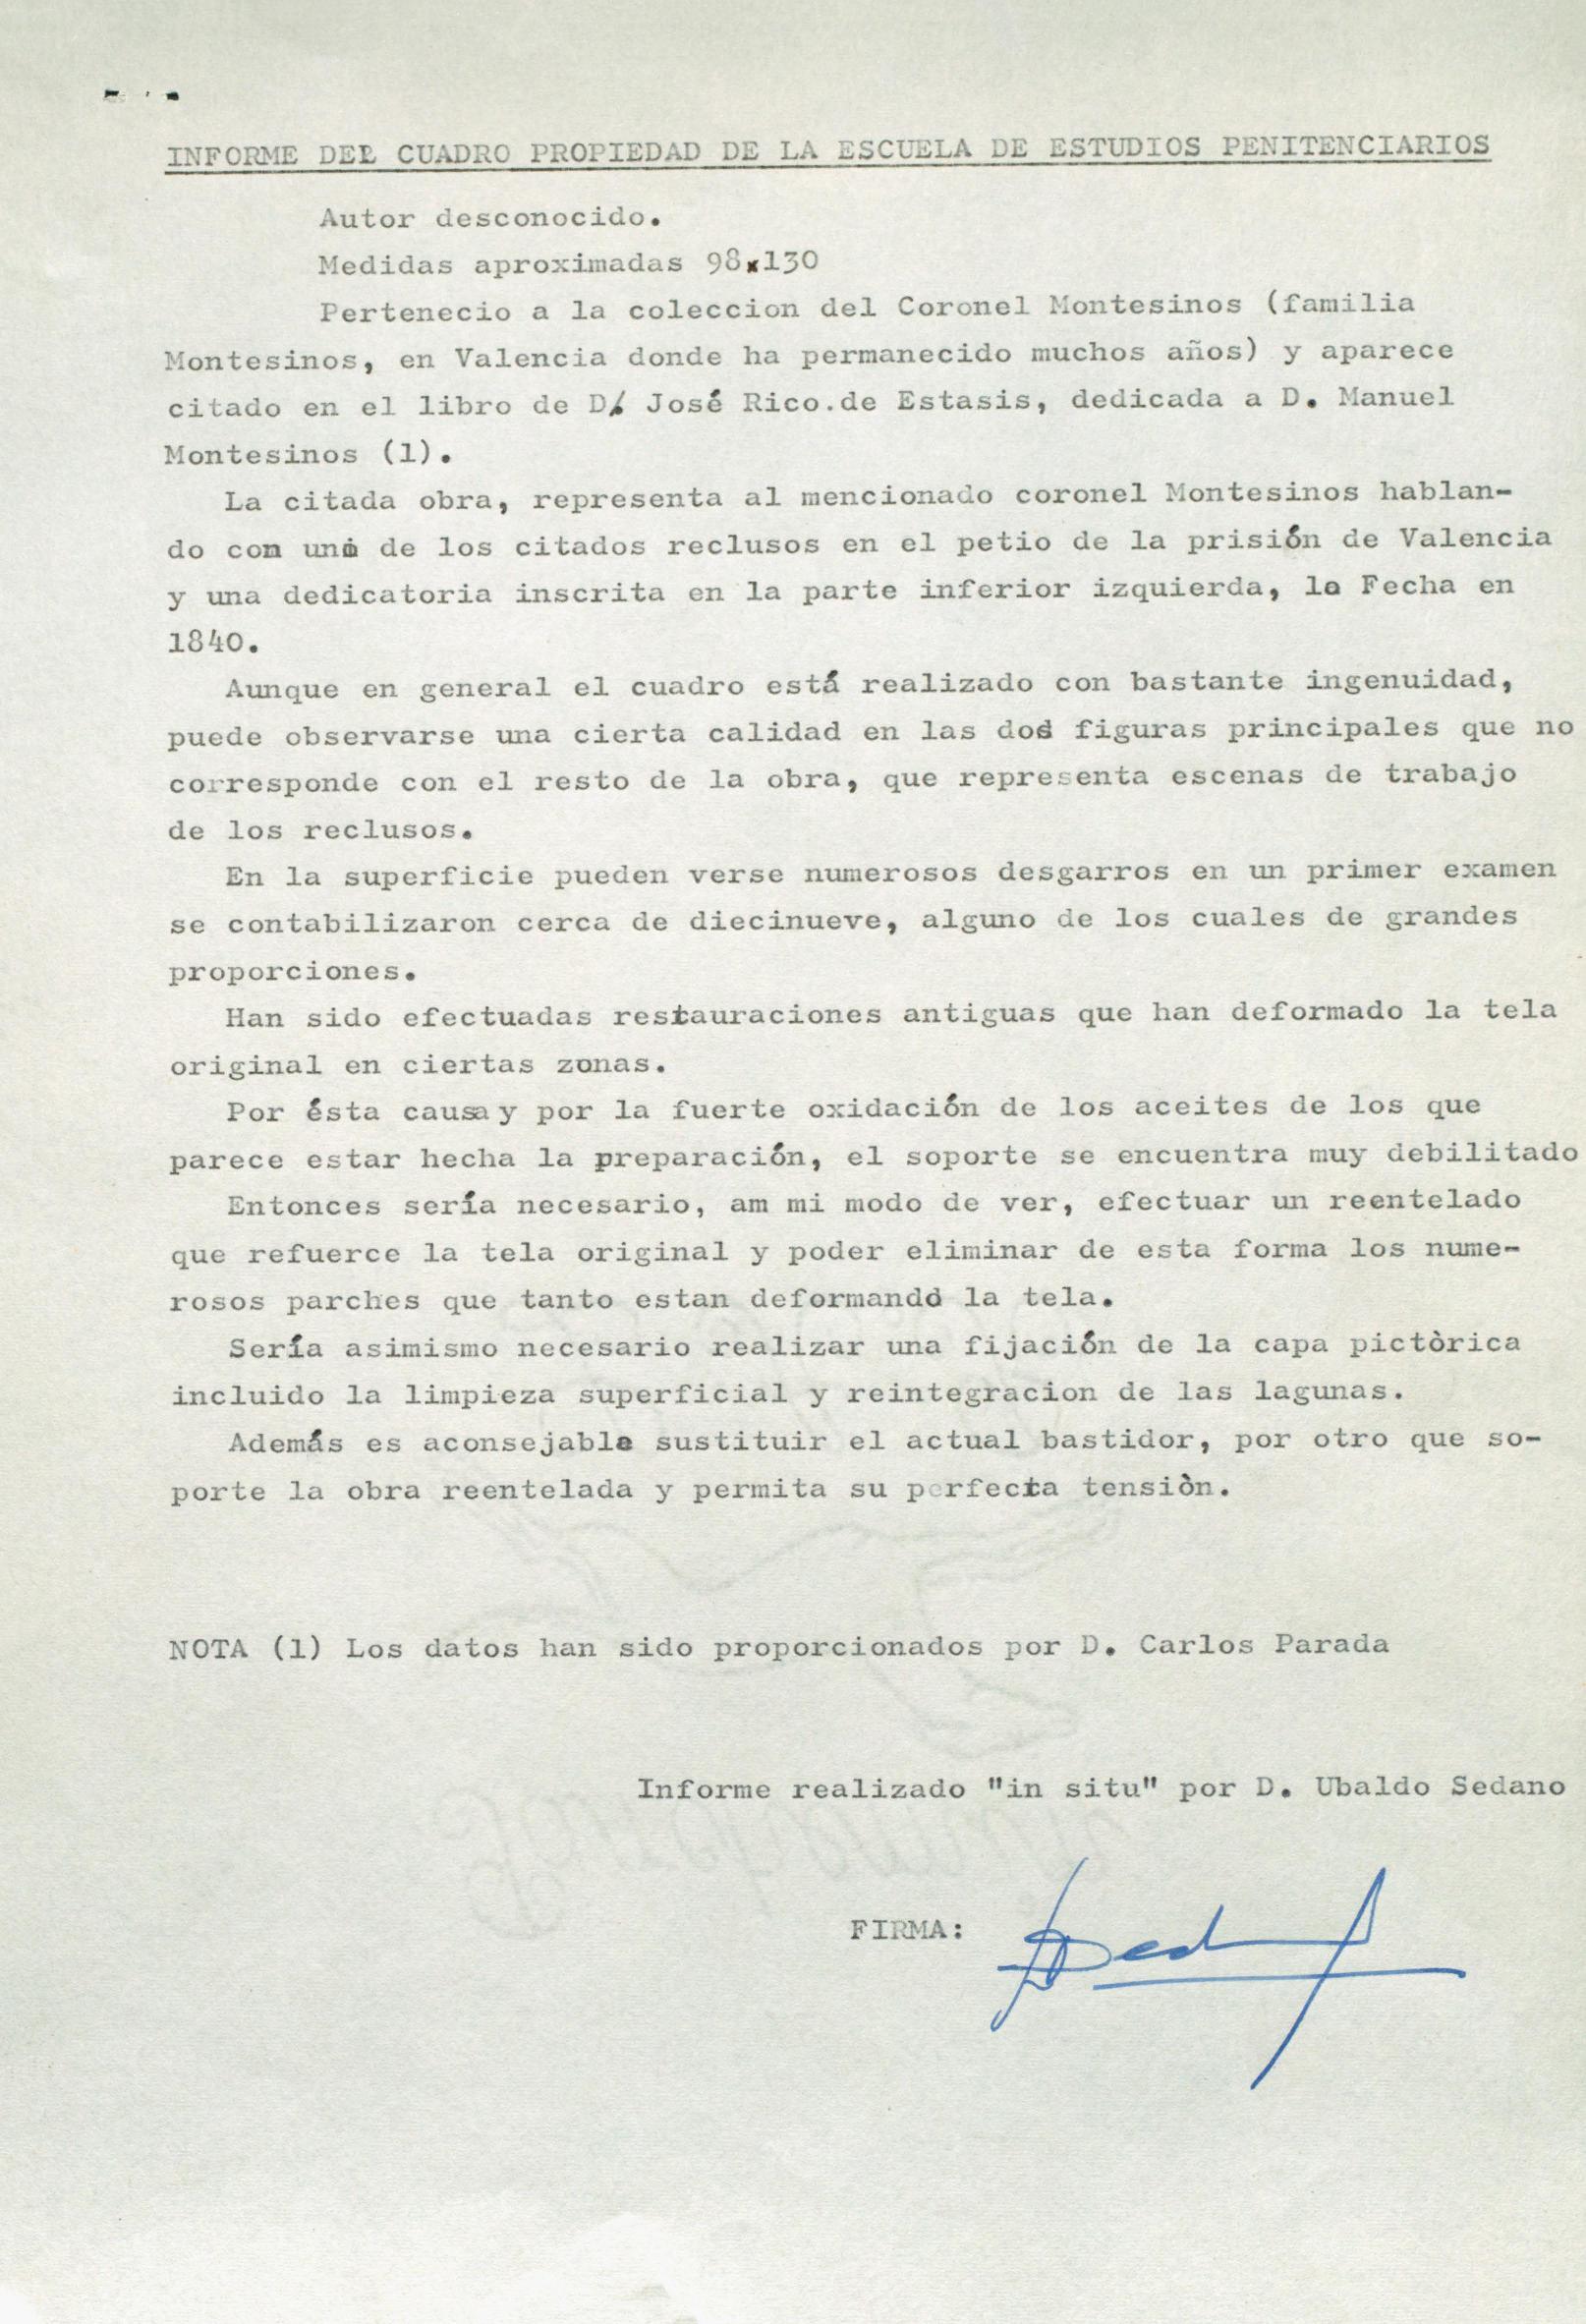 INFORME DEL CUADRO PROPIEDAD DE LA ESCUELA DE ESTUDIOS PENITENCIARIOS
Autor desconocido.
Medidas aproximadas 98x130
Pertenecio a la coleccion del Coronel Montesinos (familia
Montesinos, en Valencia donde ha permanecido muchos años) y aparece
citado en el libro de D. José Rico.de Estasis, dedicada a D. Manuel
Montesinos (1).
La citada obra, representa al mencionado coronel Montesinos hablan-
do con uno de los citados reclusos en el petio de la prisión de Valencia
y una dedicatoria inscrita en la parte inferior izquierda, la Fecha en
1840.
Aunque en general el cuadro está realizado con bastante ingenuidad,
puede observarse una cierta calidad en las dos figuras principales que no
corresponde con el resto de la obra, que representa escenas de trabajo
de los reclusos.
En la superficie pueden verse numerosos desgarros en un primer examen
se contabilizaron cerca de diecinueve, alguno de los cuales de grandes
proporciones.
Han sido efectuadas restauraciones antiguas que han deformado la tela
original en ciertas zonas.
Por ésta causa y por la fuerte oxidación de los aceites de los que
parece estar hecha la preparación, el soporte se encuentra muy debilitado
Entonces sería necesario, am mi modo de ver, efectuar un reentelado
que refuerce la tela original y poder eliminar de esta forma los nume-
rosos parches que tanto estan deformando la tela.
Sería asimismo necesario realizar una fijación de la capa pictòrica
incluido la limpieza superficial y reintegracion de las lagunas.
Además es aconsejable sustituir el actual bastidor, por otro que so-
porte la obra reentelada y permita su perfecta tensiòn.
NOTA (1) Los datos han sido proporcionados por D. Carlos Parada
Informe realizado "in situ" por D. Ubaldo Sedano
FIRMA: